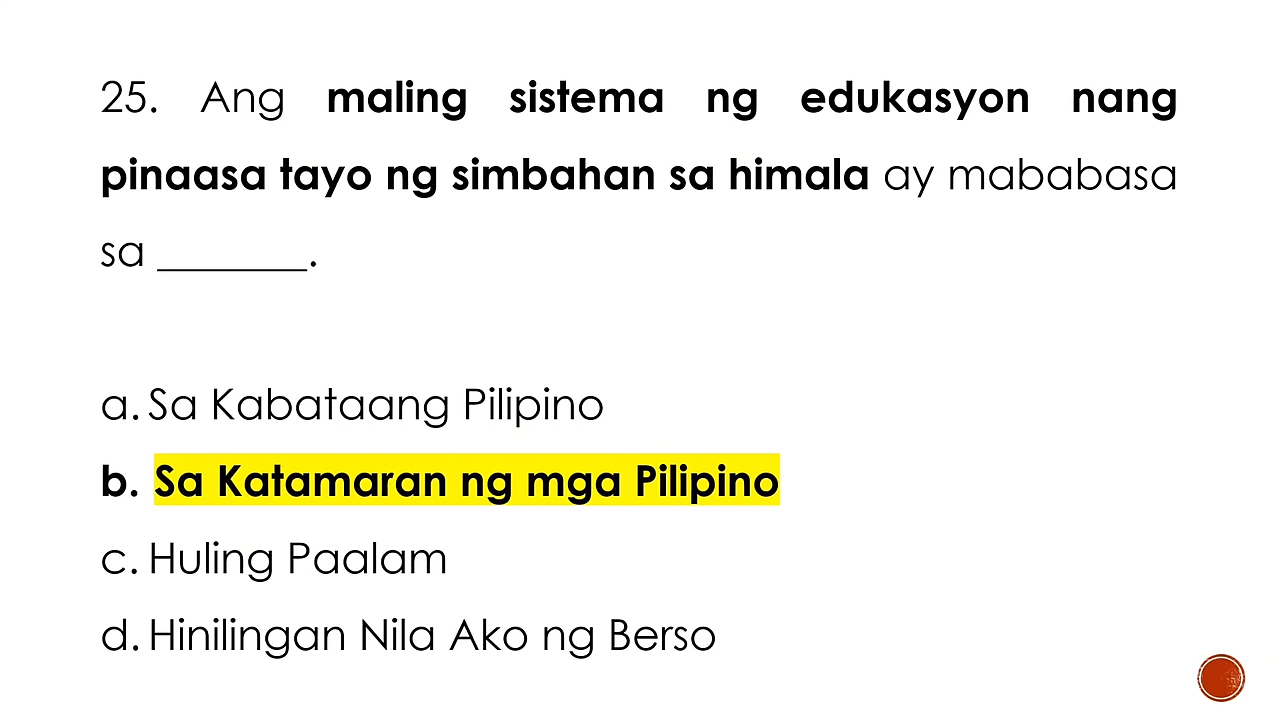 25. Ang maling sistema ng edukasyon nang
pinaasa tayo ng simbahan sa himala ay mababasa
sa _______.
a. Sa Kabataang Pilipino
b. Sa Katamaran ng mga Pilipino
c. Huling Paalam
d. Hinilingan Nila Ako ng Berso